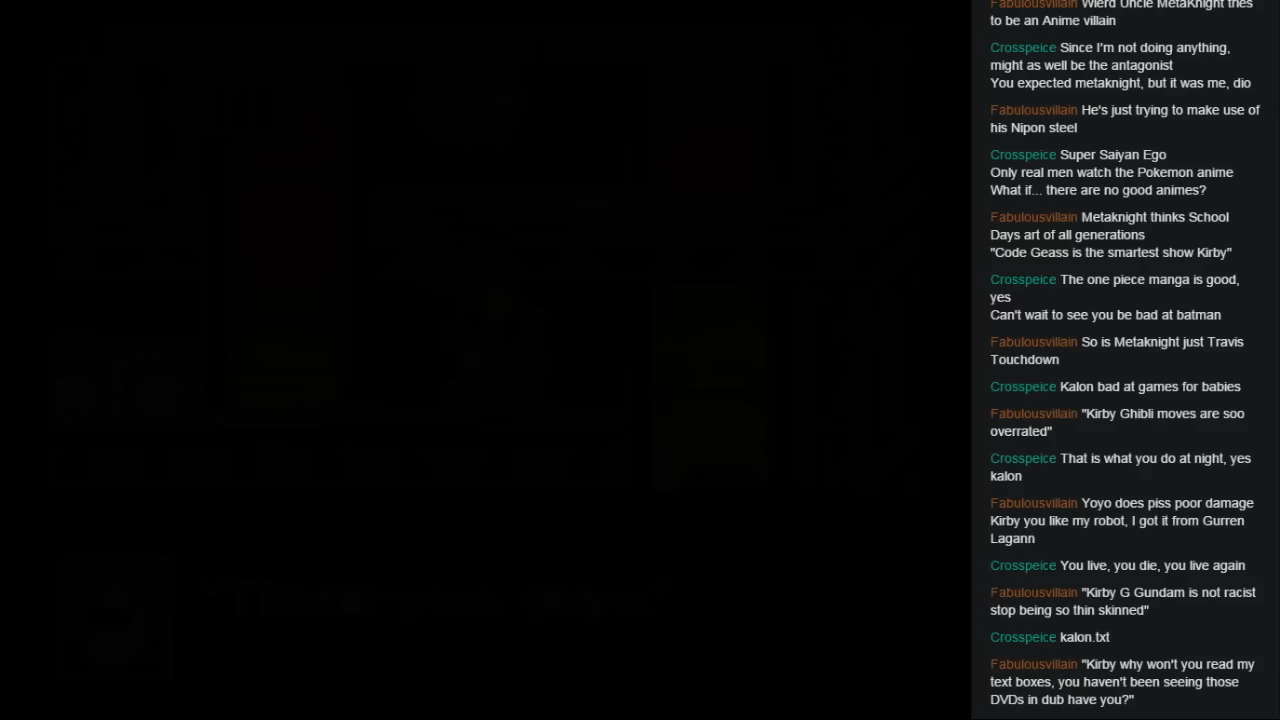 Fabulousvillain Wierd Uncle MetaKnight tries
to be an Anime villain
Crosspeice Since I'm not doing anything,
might as well be the antagonist
You expected metaknight, but it was me, dio
Fabulousvillain He's just trying to make use of
his Nipon steel
Crosspeice Super Saiyan Ego
Only real men watch the Pokemon anime
What if... there are no good animes?
Fabulousvillain Metaknight thinks School
Days art of all generations
"Code Geass is the smartest show Kirby"
Crosspeice The one piece manga is good,
yes
Can't wait to see you be bad at batman
Fabulousvillain So is Metaknight just Travis
Touchdown
Crosspeice Kalon bad at games for babies
Fabulousvillain "Kirby Ghibli moves are soo
overrated"
Crosspeice That is what you do at night, yes
kalon
Fabulousvillain Yoyo does piss poor damage
Kirby you like my robot, I got it from Gurren
Lagann
Crosspeice You live, you die, you live again
Fabulousvillain "Kirby G Gundam is not racist
stop being so thin skinned"
Crosspeice kalon.txt
Fabulousvillain "Kirby why won't you read my
text boxes, you haven't been seeing those
DVDs in dub have you?"